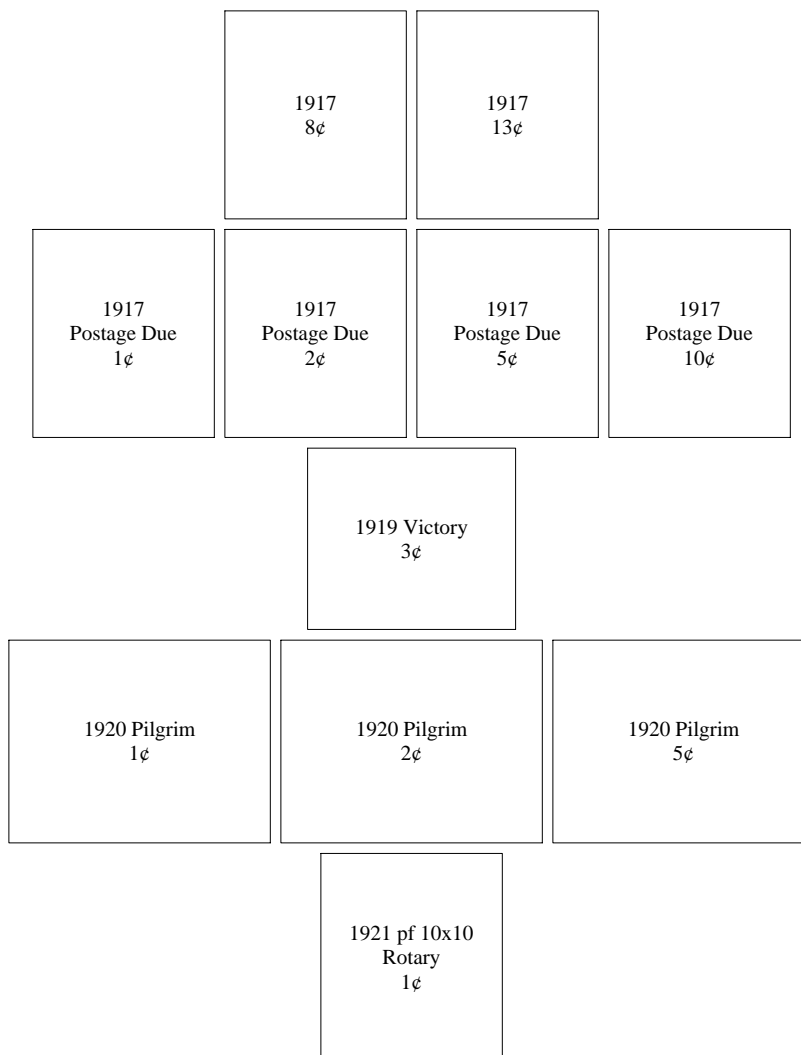 1917
8¢
1917
13¢
1917
Postage Due
1¢
1917
Postage Due
2¢
1917
Postage Due
5¢
1917
Postage Due
10¢
1919 Victory
3¢
1920 Pilgrim
1¢
1920 Pilgrim
2¢
1920 Pilgrim
5¢
1921 pf 10x10
Rotary
1¢